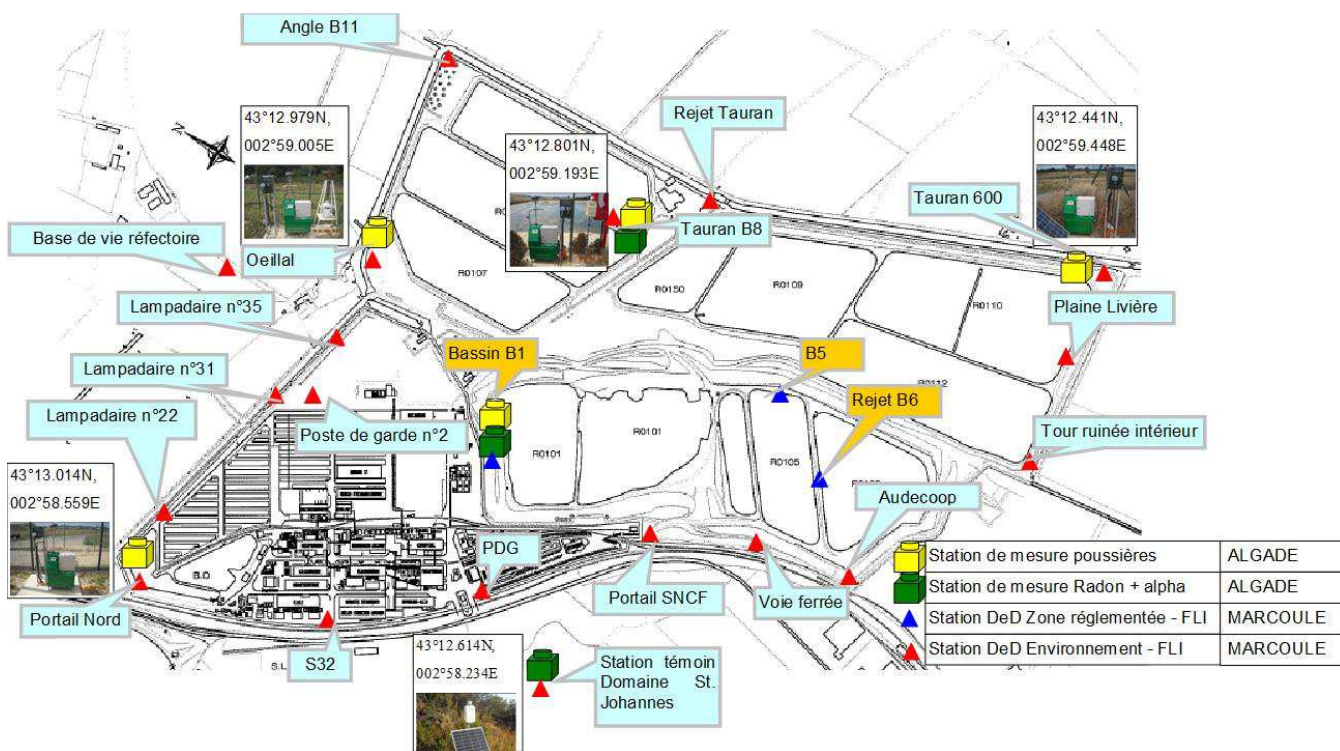 Angle B11
43°12.979N,
002°59.005E
Rejet Tauran
43°12.441N,
002°59.448E
43°12.801N,
002°59.193E
N
Tauran 600
Base de vie réfectoire
Oeillal
Tauran B8
R0107
R0150
R0109
R0110
Lampadaire n°35
Plaine Livière
Bassin B1
B5
Lampadaire n°31
R0112
Rejet B6
Lampadaire n°22
Poste de garde n°2
R0101
R0101
R0105
Tour ruinée intérieur
43°13.014N,
002°58.559E
Audecoop
PDG
Station de mesure poussières ALGADE
Station de mesure Radon + alpha ALGADE
Portail Nord
Portail SNCF
Voie ferrée
Station DeD Zone réglementée - FLI MARCOULE
Station DeD Environnement - FLI MARCOULE
S32
43°12.614N,
002°58.234E
Station témoin
Domaine St.
Johannes